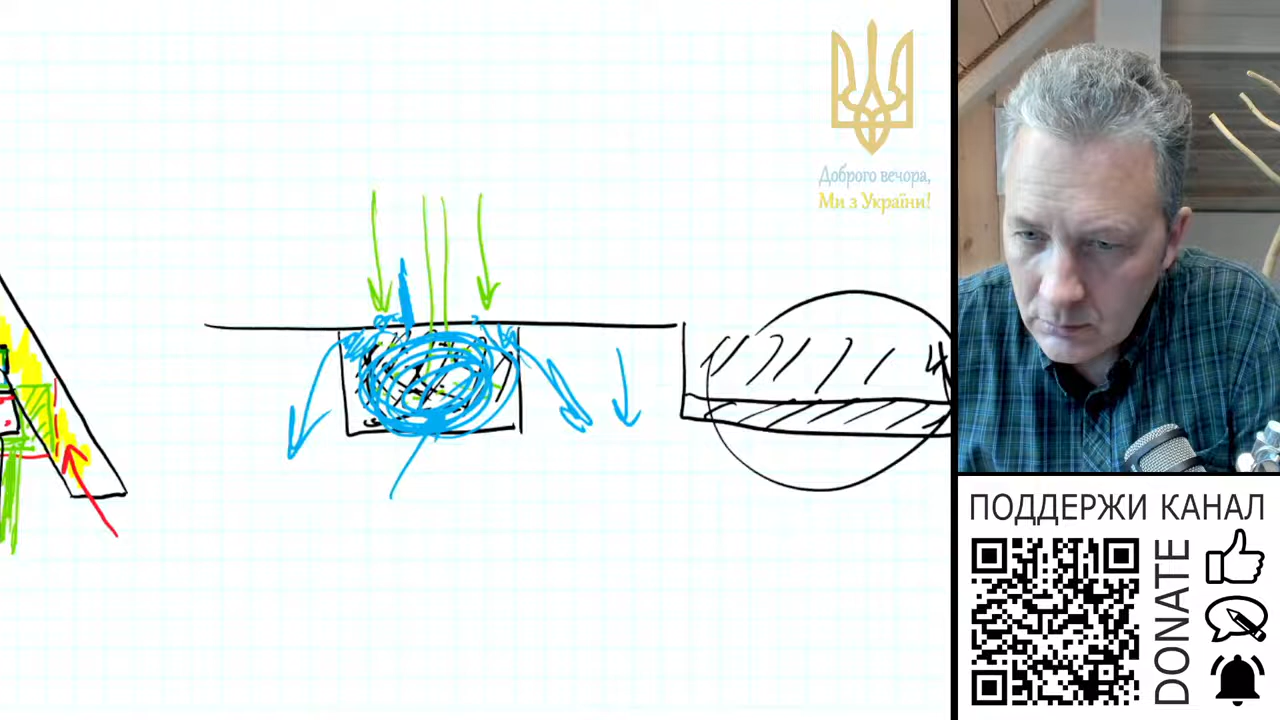 Доброго вечора,
Ми з України!
ПОДДЕРЖИ КАНАЛ
DONATE